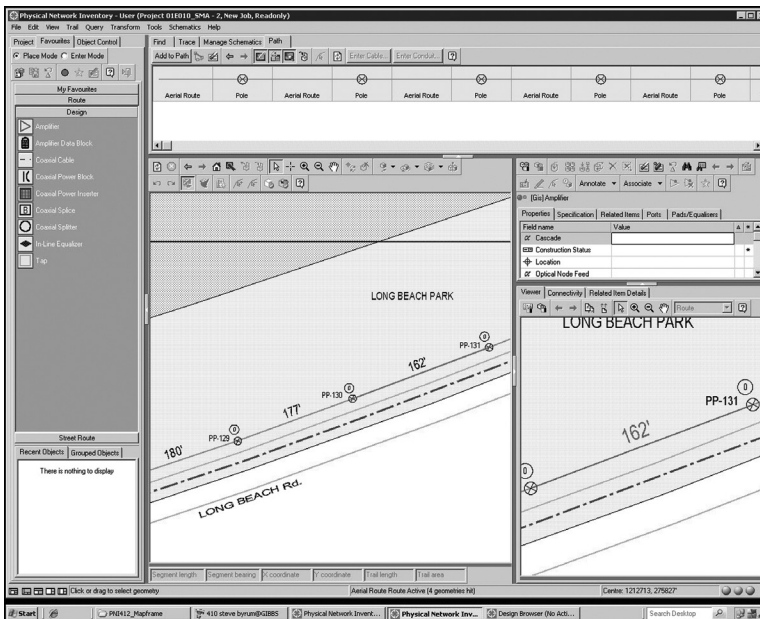 Physical Network Inventory - User (Project 01E010_SMA - 2, New Job, Readonly)
File Edit View Trail Query Transform Tools Schematics Help
Project Favourites Object Control
Place Mode Enter Mode
My Favourites
Route
Design
Amplifier
Amplifier Data Block
Coaxial Cable
Coaxial Power Block
Coaxial Power Inserter
Coaxial Splice
Coaxial Splitter
In-Line Equalizer
Tap
Street Route
Recent Objects Grouped Objects
There is nothing to display
Find Trace Manage Schematics Path
Add to Path Enter Cable... Enter Conduit...
Aerial Route Pole Aerial Route Pole Aerial Route Pole Aerial Route Pole
LONG BEACH PARK
PP-131
162'
PP-130
177'
PP-129
180'
LONG BEACH Rd.
Segment length Segment bearing X coordinate Y coordinate Trail length Trail area
Annotate Associate
[Gis] Amplifier
Properties Specification Related Items Ports Pads/Equalisers
Field name Value
Cascade
Construction Status
Location
Optical Node Feed
Viewer Connectivity Related Item Details
Route
LONG BEACH PARK
PP-131
162'
Click or drag to select geometry
Aerial Route Route Active (4 geometries hit)
Centre: 1212713, 275827'
Start
PNI412_Mapframe
410 steve byrum@GIBBS
Physical Network Invent...
Physical Network Inv...
Design Browser (No Acti...
Search Desktop